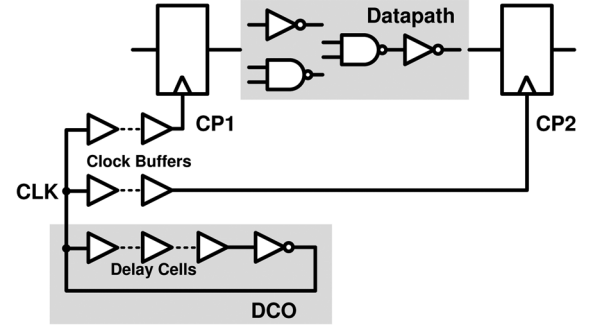 Datapath
CP1
CP2
Clock Buffers
CLK
Delay Cells
DCO